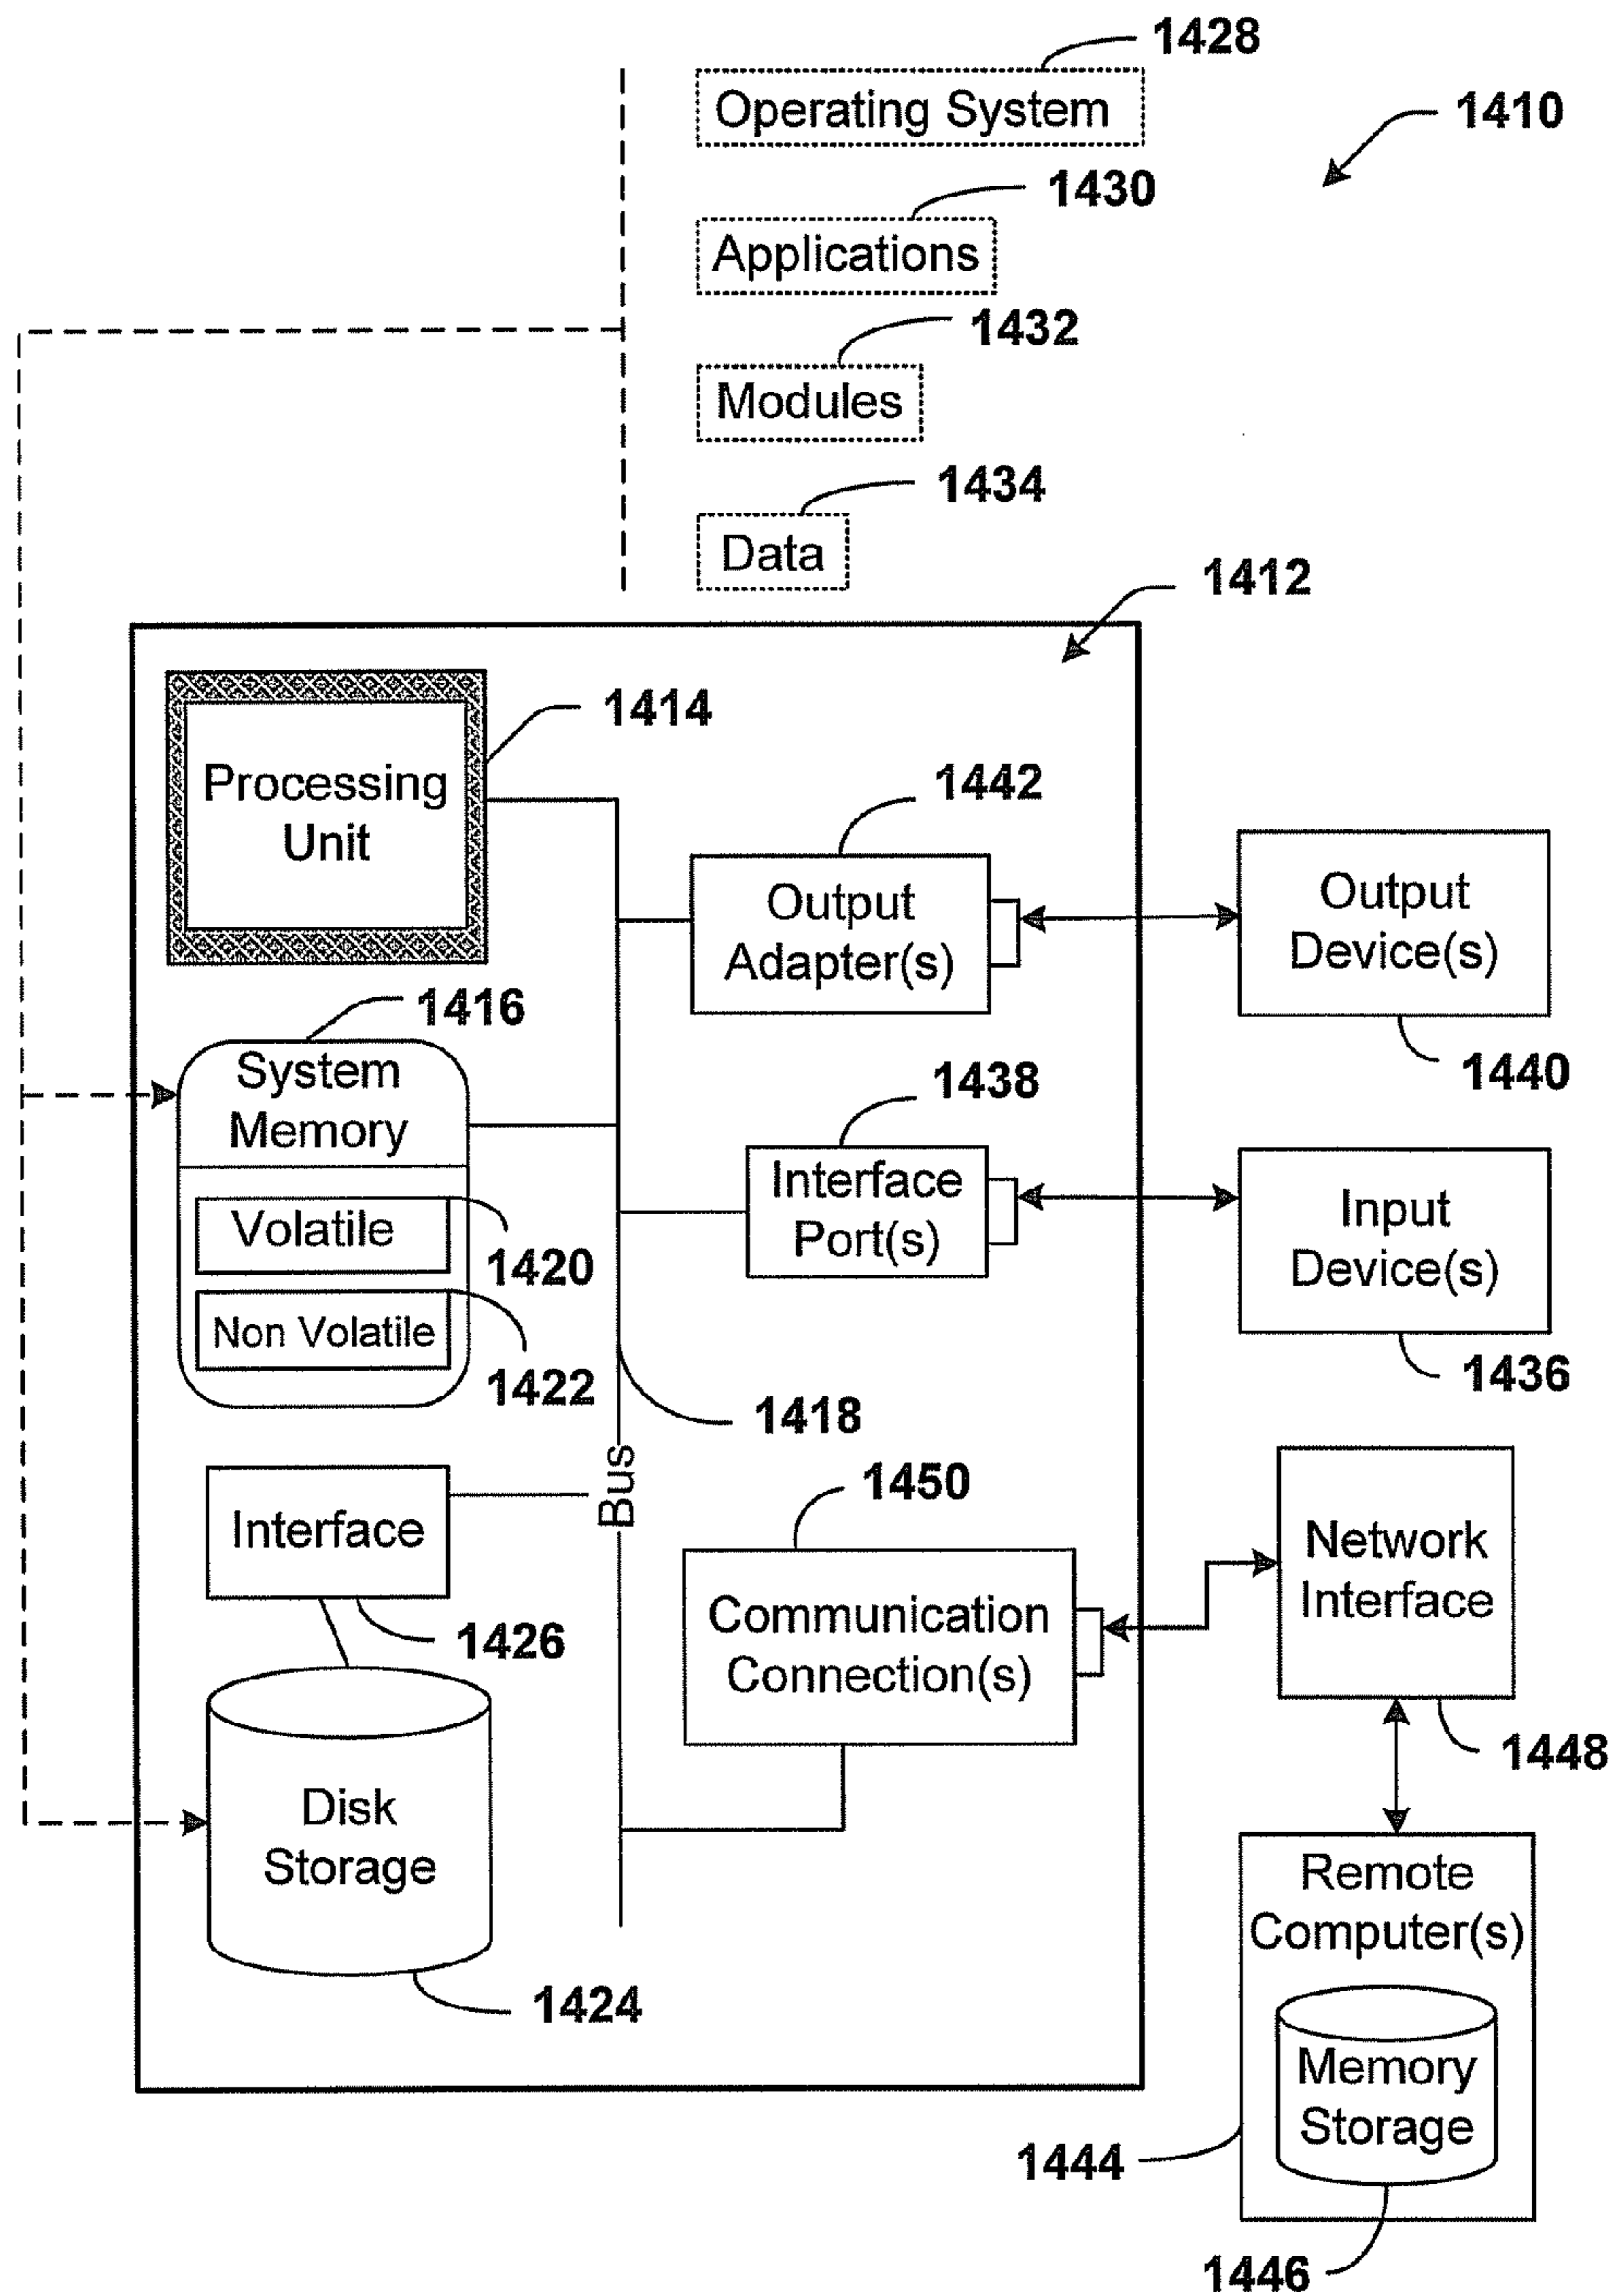 1428
Operating System
1410
1430
Applications
1432
Modules
1434
Data
1412
1414
Processing
Unit
1442
Output
Adapter(s)
Output
Device(s)
1440
1416
System
Memory
1438
Interface
Port(s)
Input
Device(s)
1436
Volatile
1420
Non Volatile
1422
1418
Bus
Interface
1426
1450
Communication
Connection(s)
Network
Interface
1448
Disk
Storage
1424
Remote
Computer(s)
Memory
Storage
1444
1446